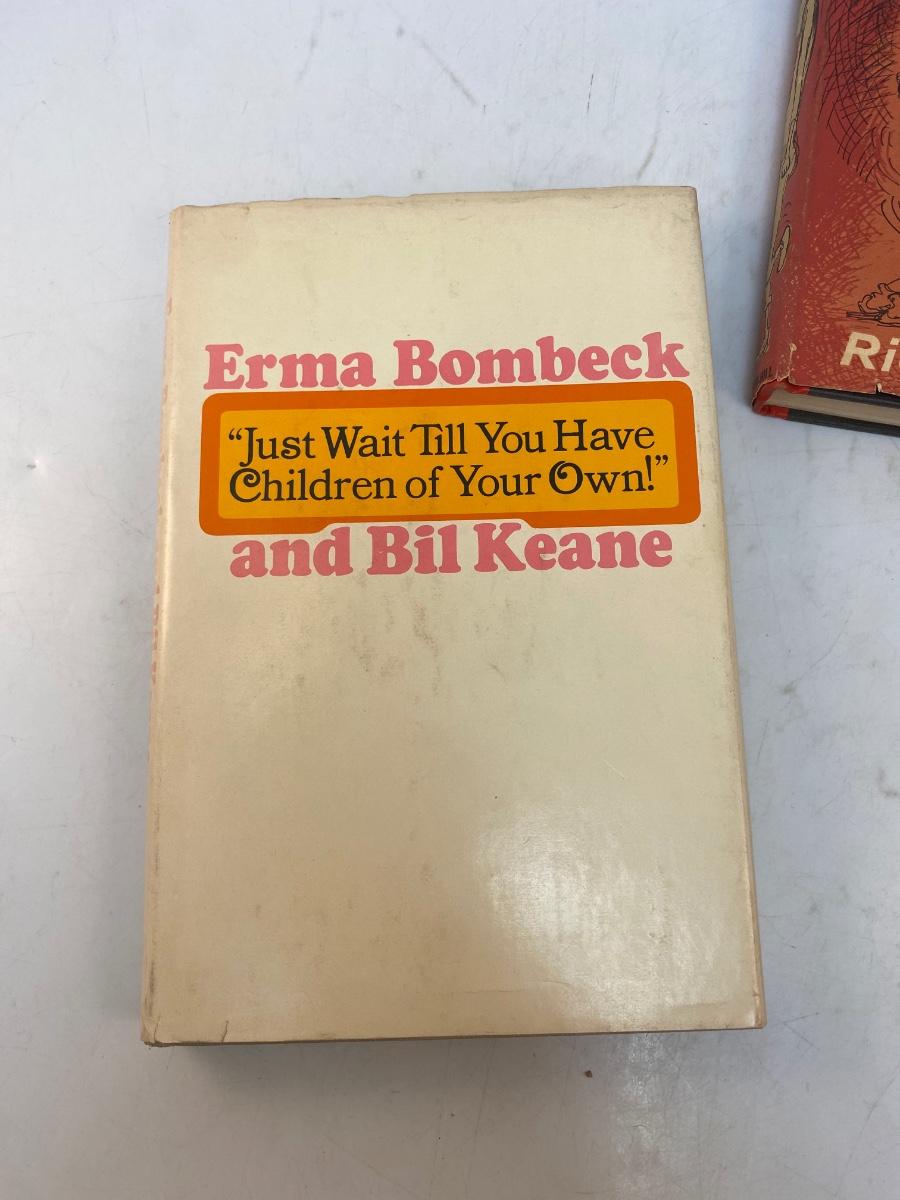 Erma Bombeck
“Just Wait Till You Have
Children of Your Own!”
and Bil Keane
Ri